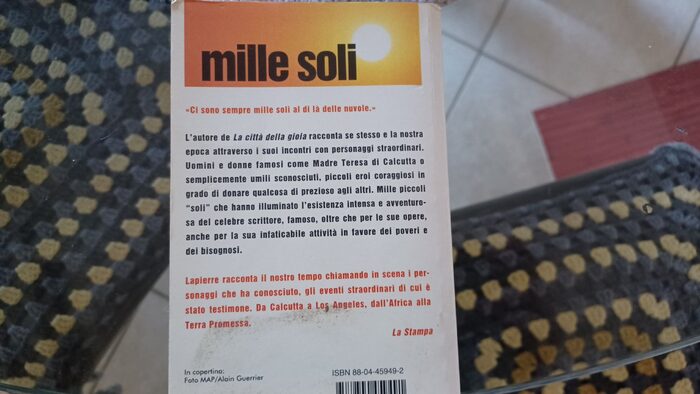 mille soli
«Ci sono sempre mille soli al di là delle nuvole.»
L'autore de La città della gioia racconta se stesso e la nostra
epoca attraverso i suoi incontri con personaggi straordinari.
Uomini e donne famosi come Madre Teresa di Calcutta o
semplicemente umili sconosciuti, piccoli eroi coraggiosi in
grado di donare qualcosa di prezioso agli altri. Mille piccoli
"soli" che hanno illuminato l'esistenza intensa e avventuro-
sa del celebre scrittore, famoso, oltre che per le sue opere,
anche per la sua infaticabile attività in favore dei poveri e
dei bisognosi.
Lapierre racconta il nostro tempo chiamando in scena i per-
sonaggi che ha conosciuto, gli eventi straordinari di cui è
stato testimone. Da Calcutta a Los Angeles, dall'Africa alla
Terra Promessa.
La Stampa
In copertina:
Foto MAP/Alain Guerrier
ISBN 88-04-45949-2